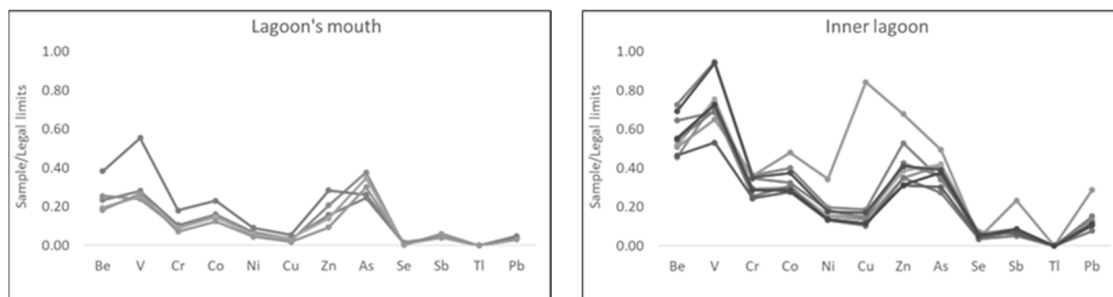 Lagoon's mouth
Sample/Legal limits
1.00
0.80
0.60
0.40
0.20
0.00
Be V Cr Co Ni Cu Zn As Se Sb Tl Pb
Inner lagoon
Sample/Legal limits
1.00
0.80
0.60
0.40
0.20
0.00
Be V Cr Co Ni Cu Zn As Se Sb Tl Pb